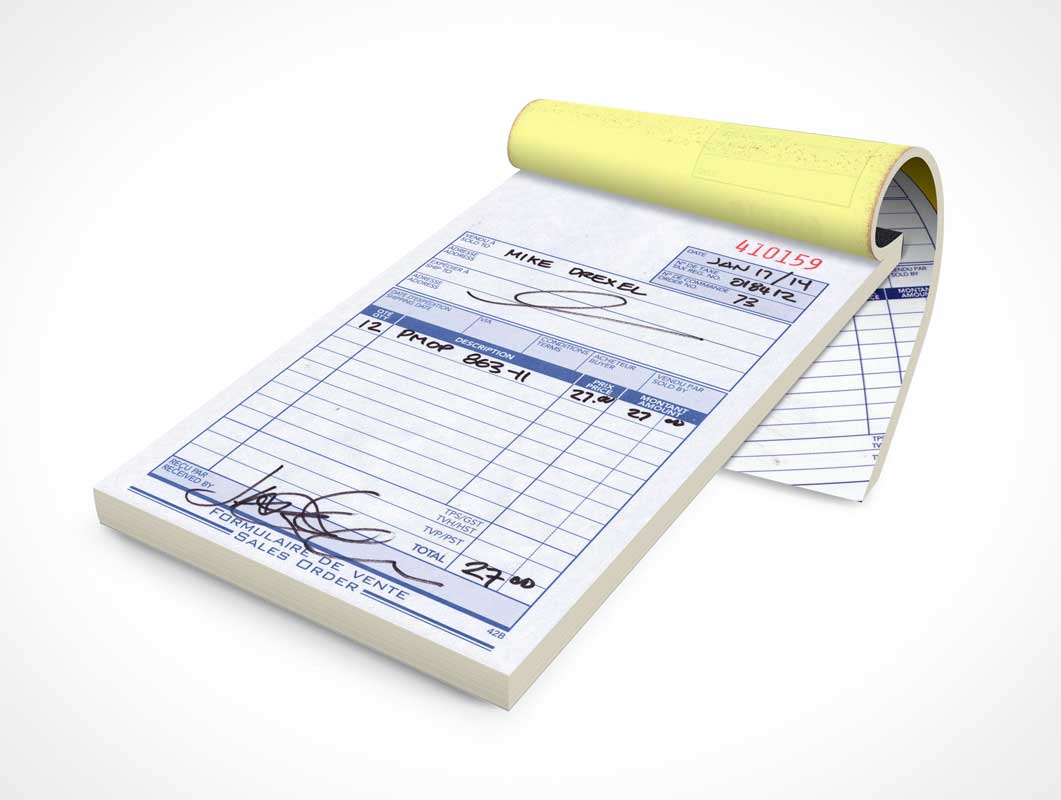 410159
VENDU À
SOLD TO
MIKE DREXEL
DATE
JAN 17/14
ADRESSE
ADDRESS
Nº DE TAXE
TAX REG. NO.
018412
EXPÉDIER À
SHIP TO
Nº DE COMMANDE
ORDER NO.
73
ADRESSE
ADDRESS
DATE D'EXPÉDITION
SHIPPING DATE
VIA
CONDITIONS
TERMS
ACHETEUR
BUYER
VENDU PAR
SOLD BY
QTÉ
QTY
DESCRIPTION
PRIX
PRICE
MONTANT
AMOUNT
12 PMOP 863-11 27.00 27 00
REÇU PAR
RECEIVED BY
TPS/GST
TVH/HST
TVP/PST
TOTAL 27 00
FORMULAIRE DE VENTE
SALES ORDER
42B
VENDU PAR
SOLD BY
MONTANT
AMOUNT